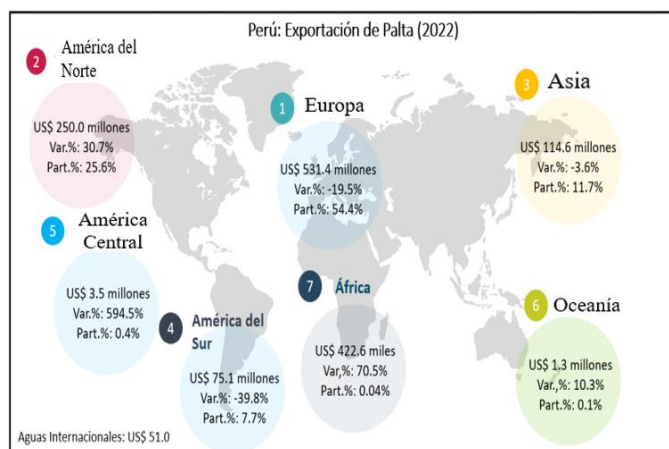 Perú: Exportación de Palta (2022)
2
América del
Norte
US$ 250.0 millones
Var.%: 30.7%
Part.%: 25.6%
1
Europa
US$ 531.4 millones
Var.%: -19.5%
Part.%: 54.4%
3
Asia
US$ 114.6 millones
Var.%: -3.6%
Part.%: 11.7%
5
América
Central
US$ 3.5 millones
Var.%: 594.5%
Part.%: 0.4%
4
América del
Sur
US$ 75.1 millones
Var.%: -39.8%
Part.%: 7.7%
7
África
US$ 422.6 miles
Var,%: 70.5%
Part.%: 0.04%
6
Oceanía
US$ 1.3 millones
Var.,%: 10.3%
Part.%: 0.1%
Aguas Internacionales: US$ 51.0